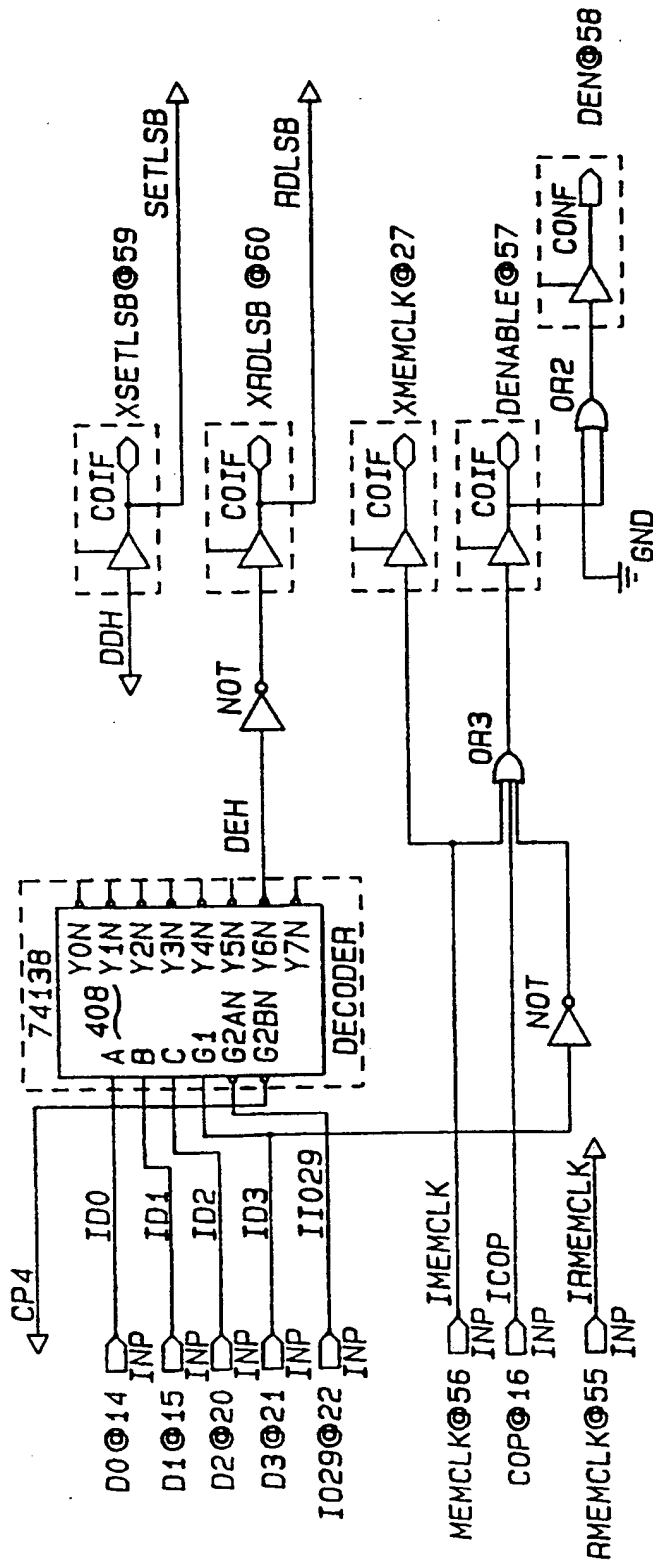 CP4
D0@14
INP
ID0
D1@15
INP
ID1
D2@20
INP
ID2
D3@21
INP
ID3
IO29@22
INP
IIO29
74138
408
A
B
C
G1
G2AN
G2BN
Y0N
Y1N
Y2N
Y3N
Y4N
Y5N
Y6N
Y7N
DECODER
DEH
NOT
DDH
COIF
XSETLSB@59
SETLSB
COIF
XRDLSB @60
RDLSB
MEMCLK@56
INP
IMEMCLK
COP@16
INP
ICOP
RMEMCLK@55
INP
IRMEMCLK
NOT
OR3
COIF
XMEMCLK@27
COIF
DENABLE@57
GND
OR2
CONF
DEN@58